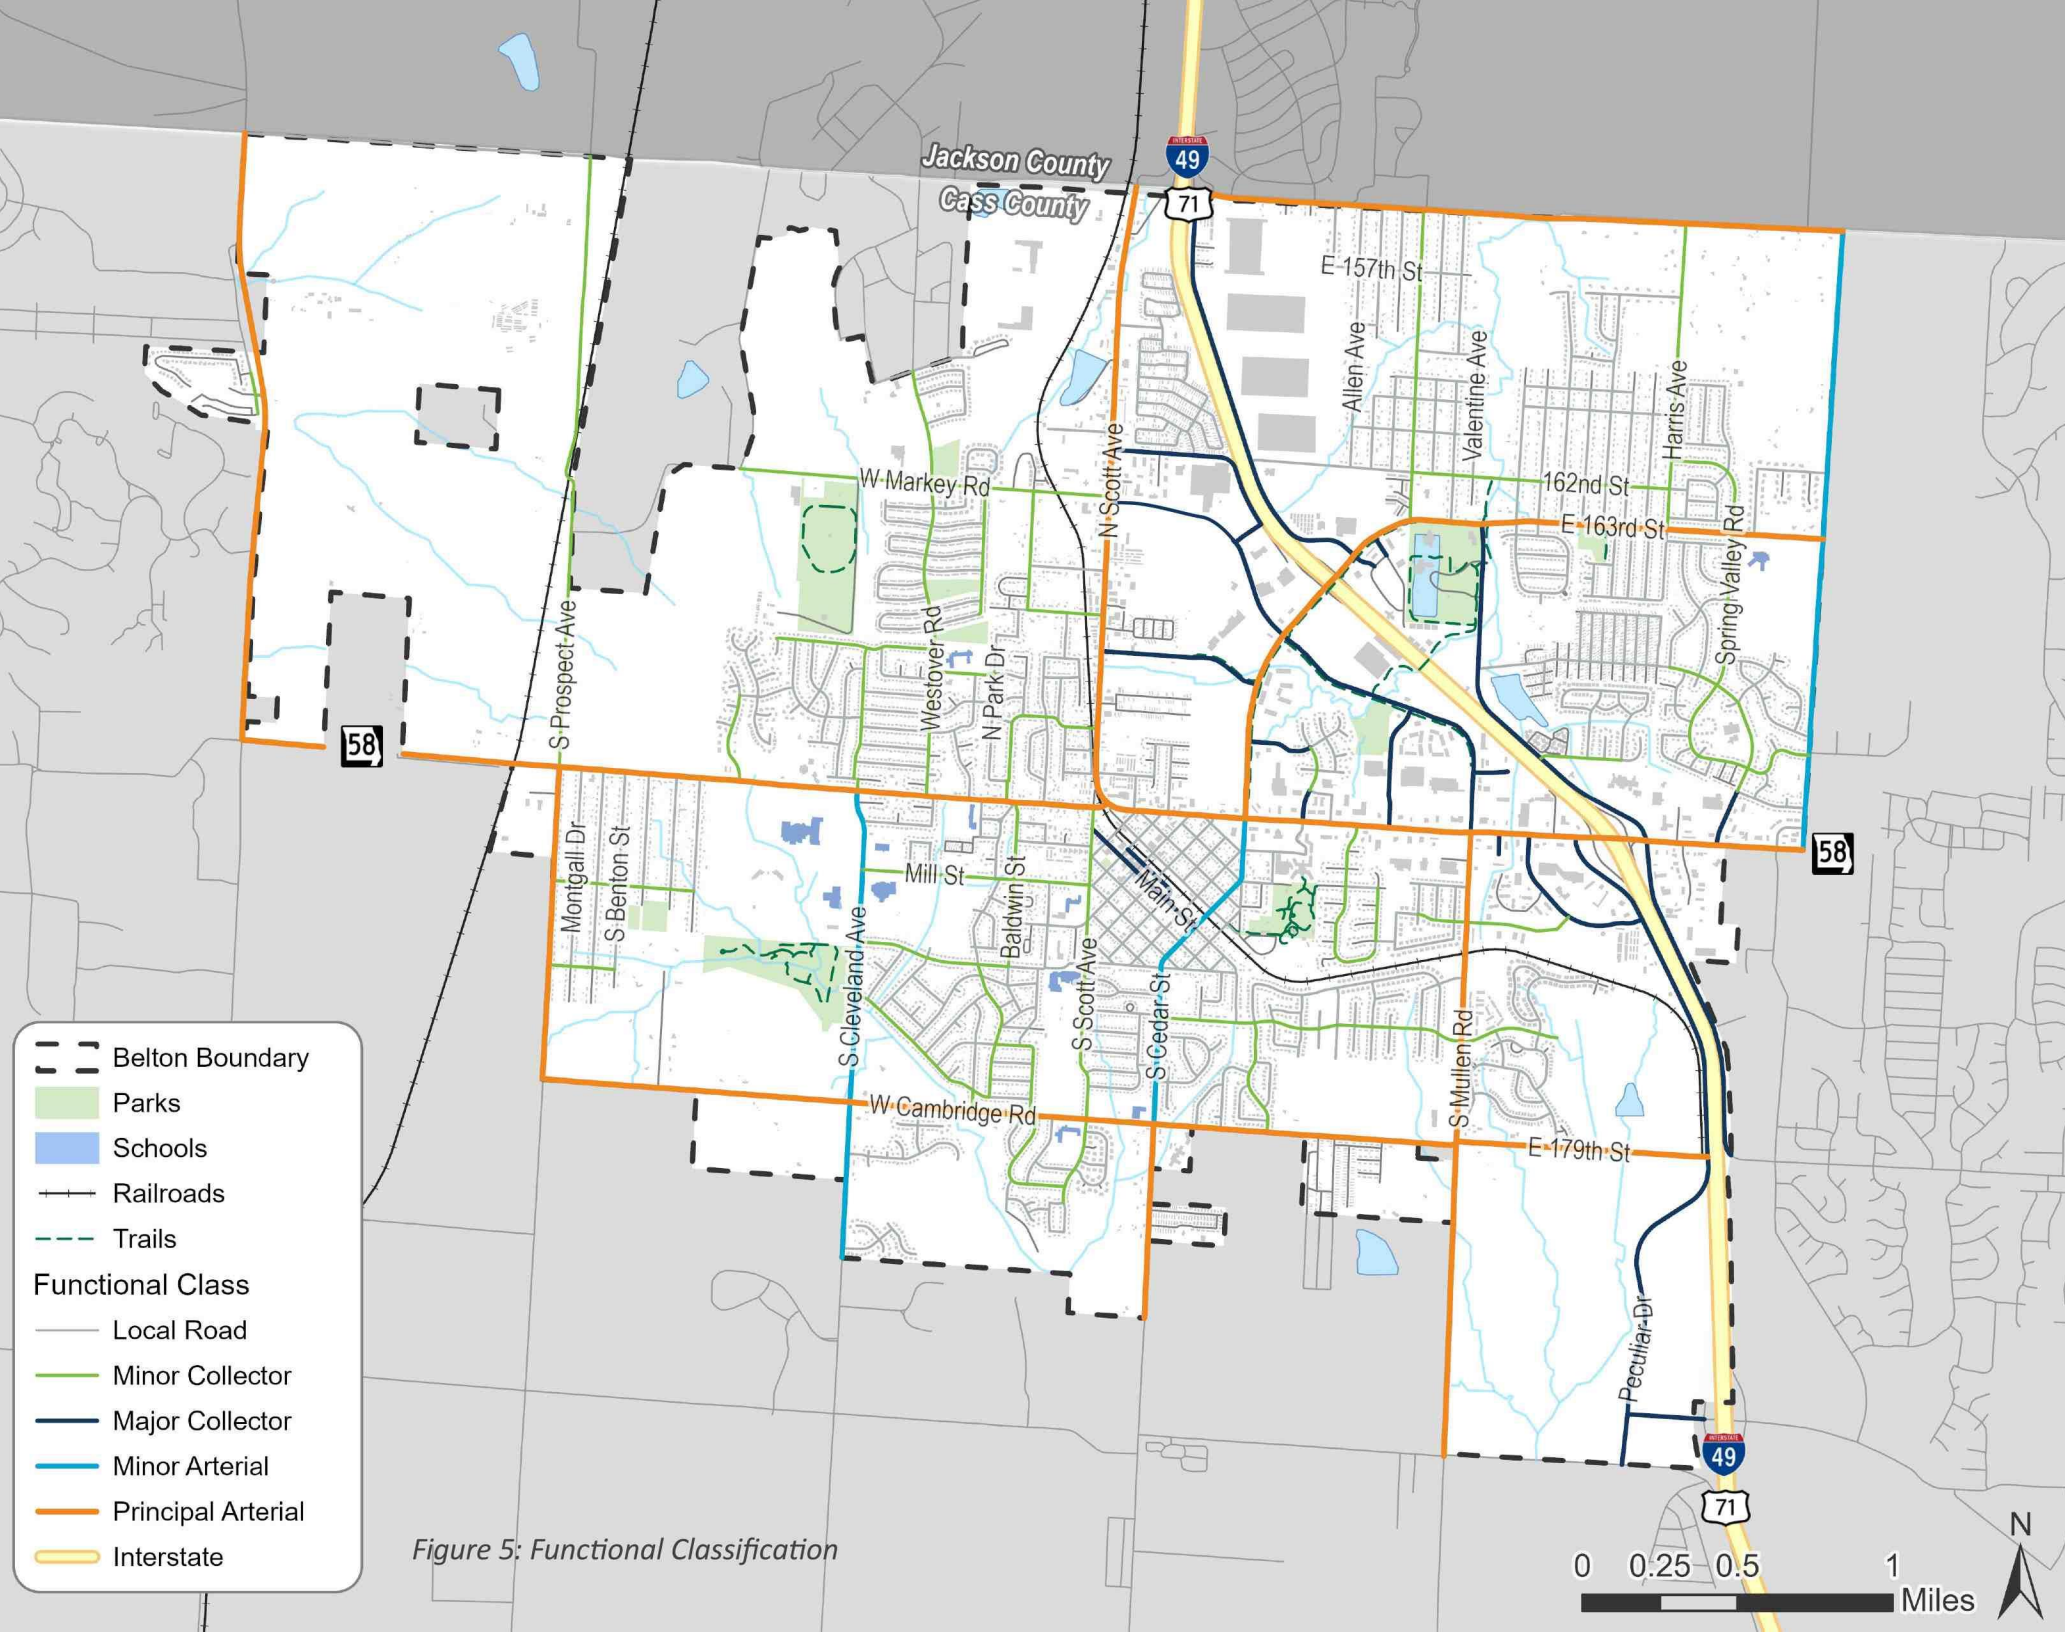 Jackson County
Cass County
INTERSTATE
49
71
E 157th St
Allen Ave
Valentine Ave
Harris Ave
N Scott Ave
W Markey Rd
162nd St
E 163rd St
Spring Valley Rd
S Prospect Ave
Westover Rd
N Park Dr
58
58
Montgall Dr
S Benton St
Mill St
Baldwin St
Main St
S Cleveland Ave
S Scott Ave
S Cedar St
S Mullen Rd
W Cambridge Rd
E 179th St
Peculiar Dr
INTERSTATE
49
71
Belton Boundary
Parks
Schools
Railroads
Trails
Functional Class
Local Road
Minor Collector
Major Collector
Minor Arterial
Principal Arterial
Interstate
Figure 5: Functional Classification
N
0 0.25 0.5 1
Miles